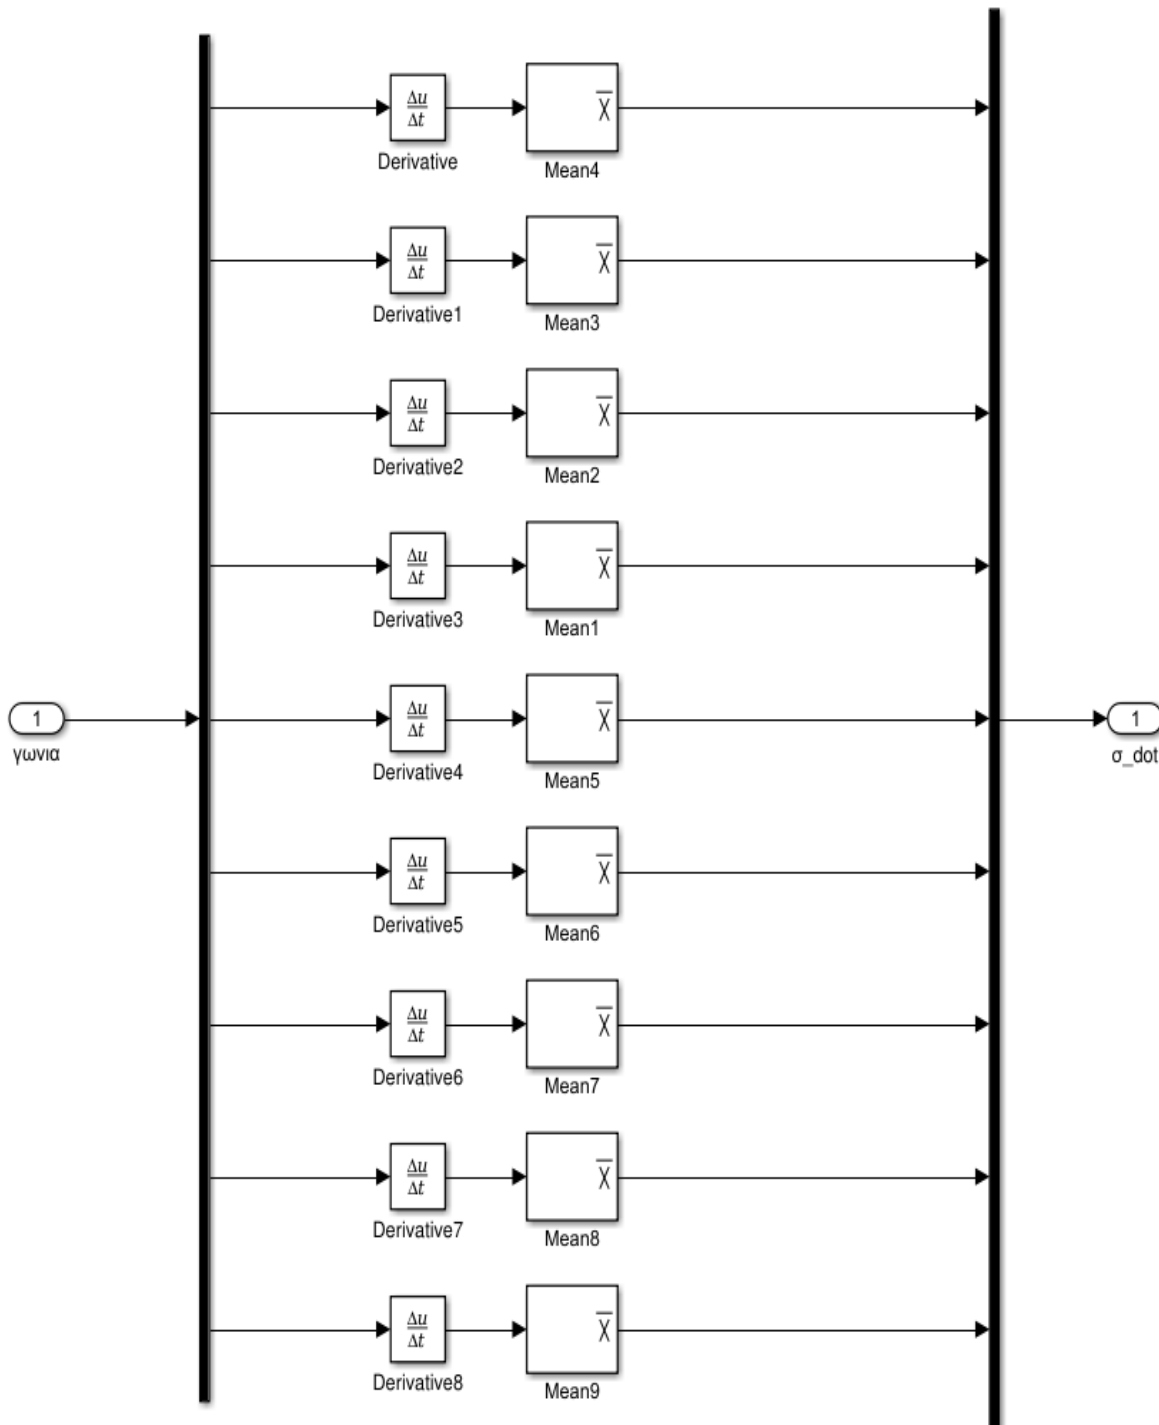 Δu
Δt
X̅
Derivative
Mean4
Δu
Δt
X̅
Derivative1
Mean3
Δu
Δt
X̅
Derivative2
Mean2
Δu
Δt
X̅
Derivative3
Mean1
1
Δu
Δt
X̅
1
γωνια
σ_dot
Derivative4
Mean5
Δu
Δt
X̅
Derivative5
Mean6
Δu
Δt
X̅
Derivative6
Mean7
Δu
Δt
X̅
Derivative7
Mean8
Δu
Δt
X̅
Derivative8
Mean9